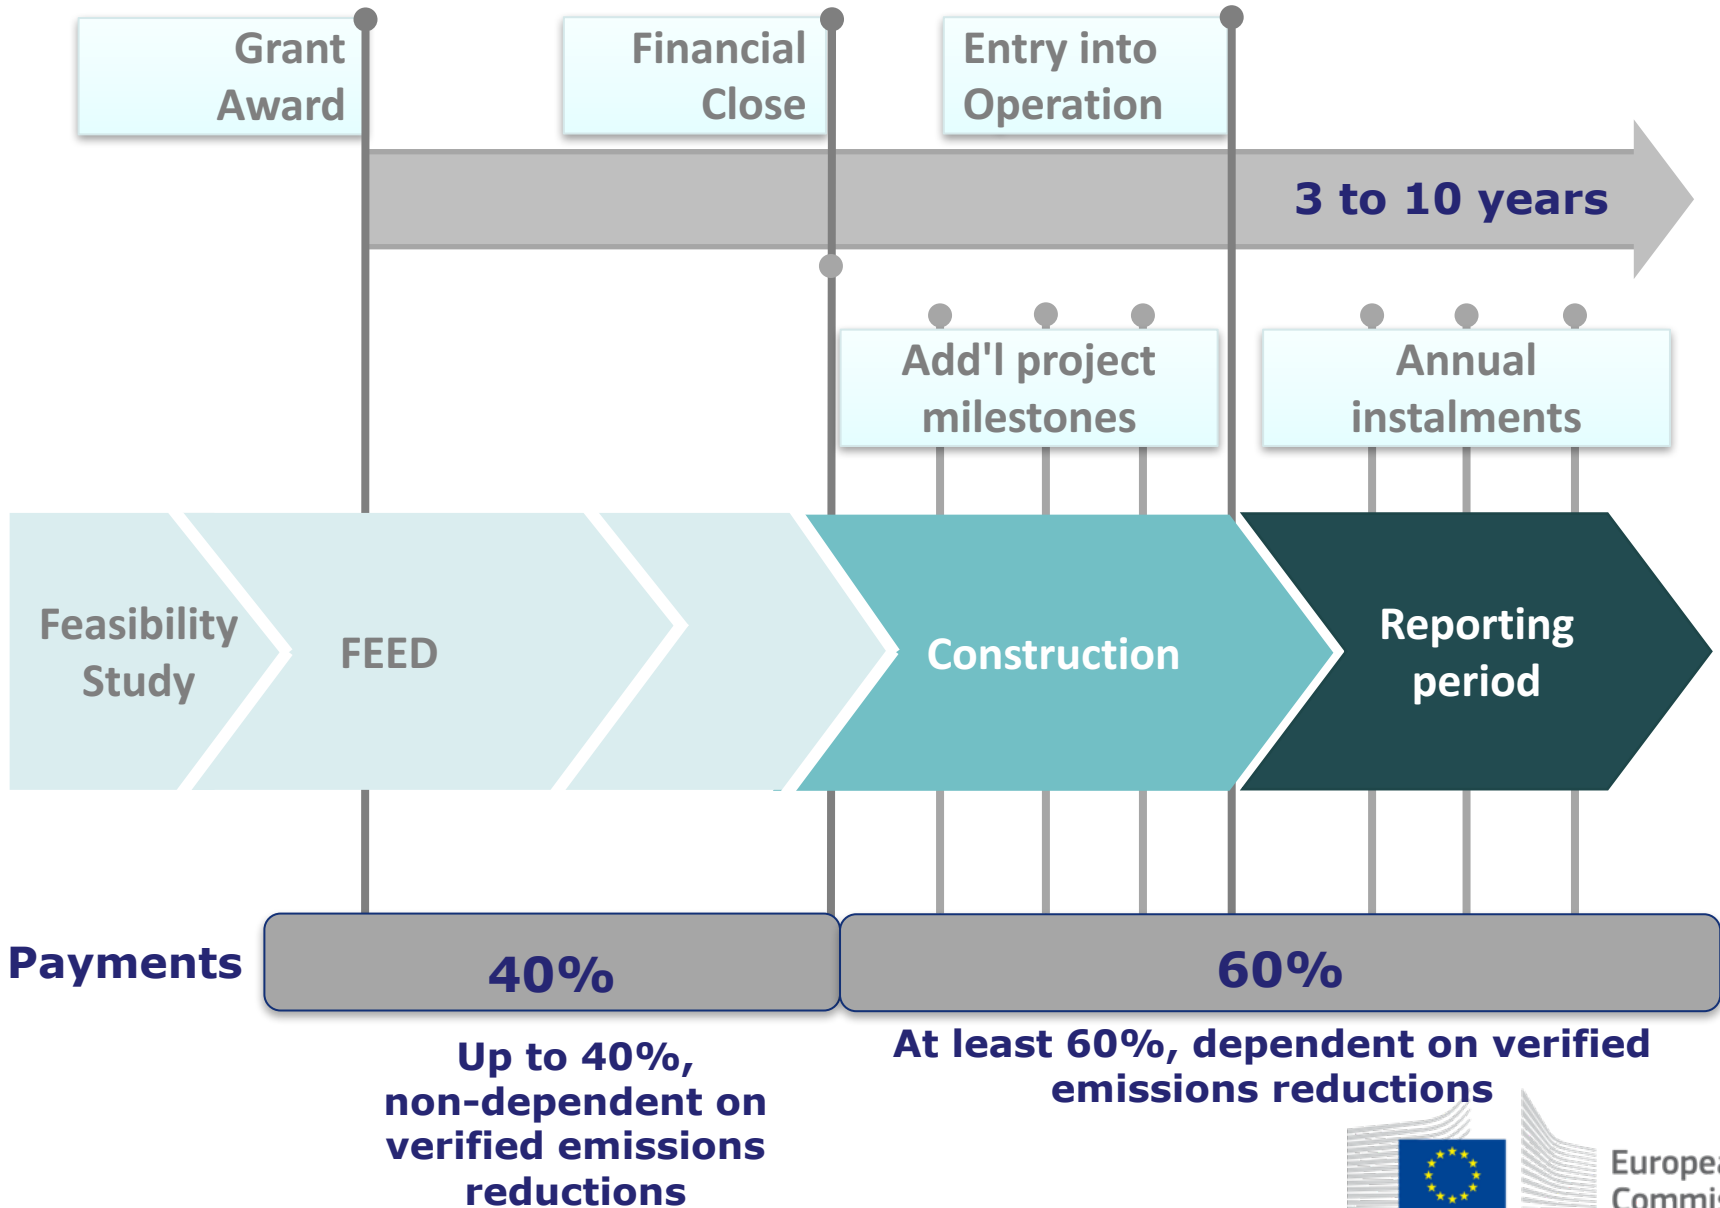 Grant
Award
Financial
Close
Entry into
Operation
3 to 10 years
Add'l project
milestones
Annual
instalments
Feasibility
Study
FEED
Construction
Reporting
period
Payments
40%
60%
Up to 40%,
non-dependent on
verified emissions
reductions
At least 60%, dependent on verified
emissions reductions